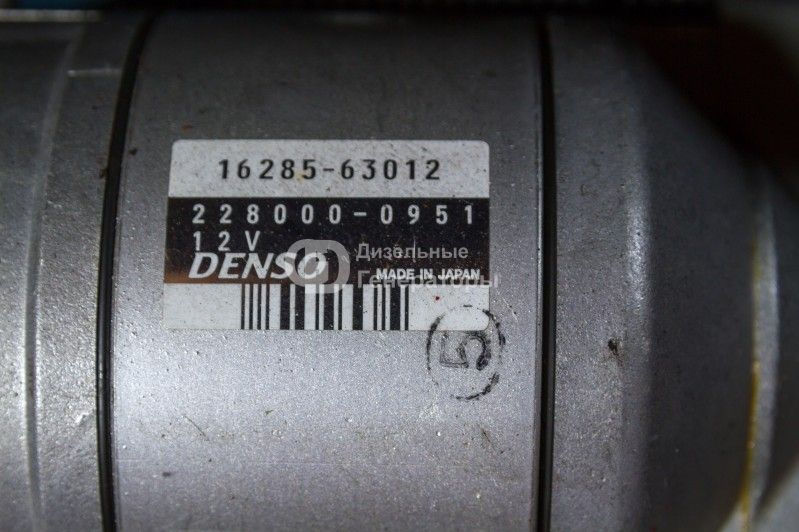 16285-63012
228000-0951
12V
DENSO
MADE IN JAPAN
Дизельные
Генераторы
5